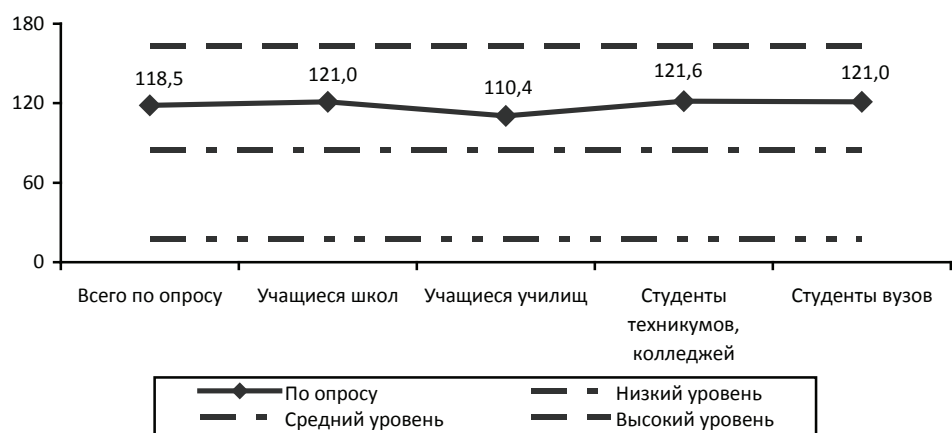 180
120
60
0
118,5
121,0
110,4
121,6
121,0
Всего по опросу
Учащиеся школ
Учащиеся училищ
Студенты
техникумов,
колледжей
Студенты вузов
По опросу
Низкий уровень
Средний уровень
Высокий уровень